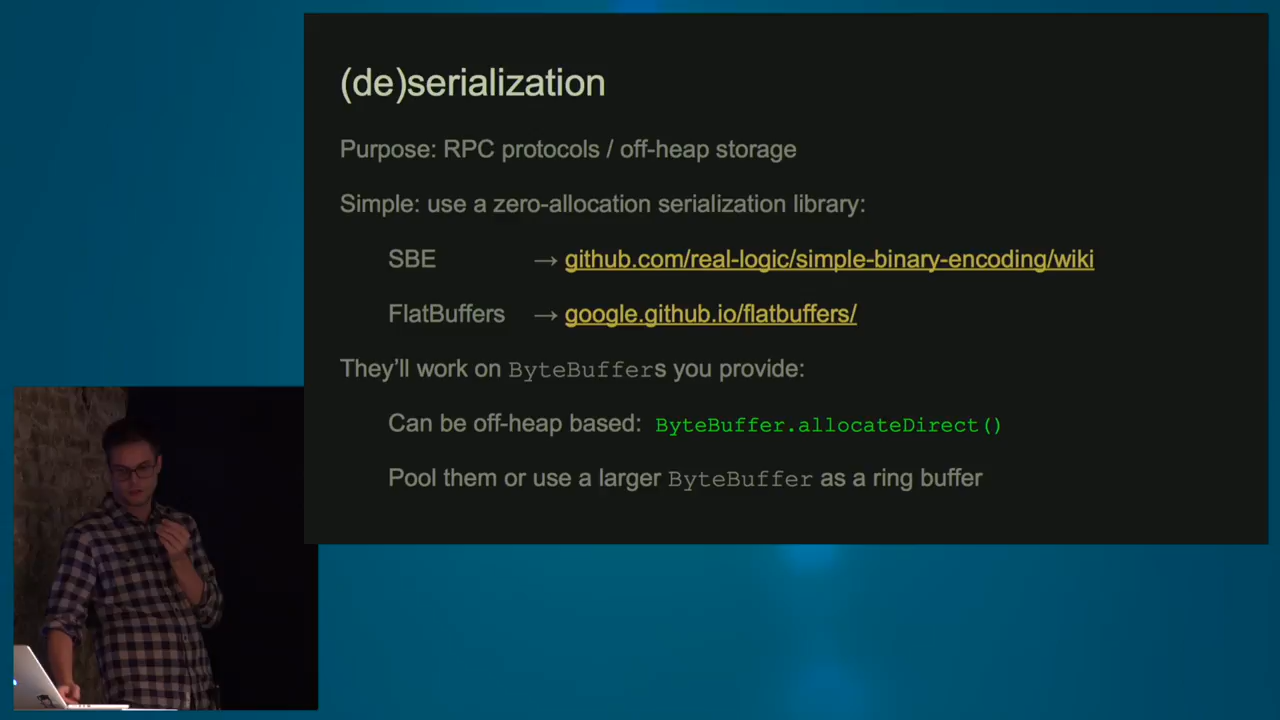 (de)serialization
Purpose: RPC protocols / off-heap storage
Simple: use a zero-allocation serialization library:
SBE → github.com/real-logic/simple-binary-encoding/wiki
FlatBuffers → google.github.io/flatbuffers/
They'll work on ByteBuffers you provide:
Can be off-heap based: ByteBuffer.allocateDirect()
Pool them or use a larger ByteBuffer as a ring buffer